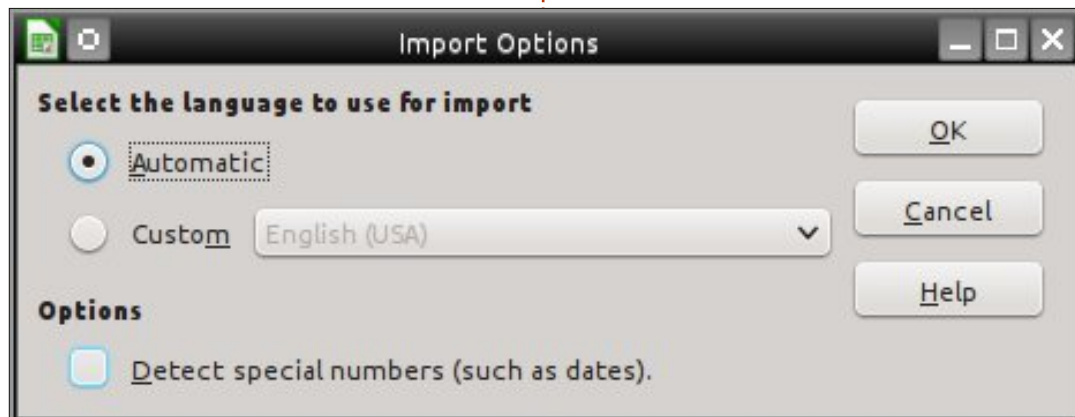 Import Options
Select the language to use for import
Automatic
Custom English (USA)
Options
Detect special numbers (such as dates).
OK
Cancel
Help